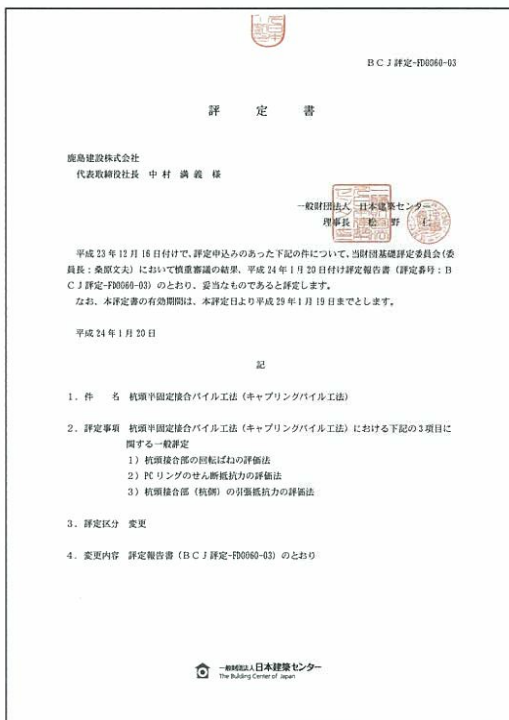 BCJ評定-FD0060-03
評定書
鹿島建設株式会社
代表取締役社長 中村 満義 様
一般財団法人 日本建築センター
理事長 松野 仁
平成23年12月16日付けで、評定申込みのあった下記の件について、当財団基礎評定委員会(委
員長:桑原文夫)において慎重審議の結果、平成24年1月20日付け評定報告書(評定番号:B
CJ評定-FD0060-03)のとおり、妥当なものであると評定します。
なお、本評定書の有効期間は、本評定日より平成29年1月19日までとします。
平成24年1月20日
記
1.件 名 杭頭半固定接合パイル工法(キャプリングパイル工法)
2.評定事項 杭頭半固定接合パイル工法(キャプリングパイル工法)における下記の3項目に
関する一般評定
1)杭頭接合部の回転ばねの評価法
2)PCリングのせん断抵抗力の評価法
3)杭頭接合部(杭側)の引張抵抗力の評価法
3.評定区分 変更
4.変更内容 評定報告書(BCJ評定-FD0060-03)のとおり
一般財団法人日本建築センター
The Building Center of Japan